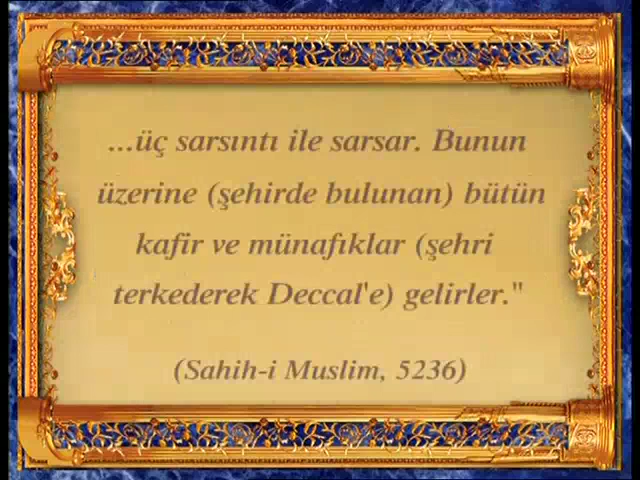 ...üç sarsıntı ile sarsar. Bunun
üzerine (şehirde bulunan) bütün
kafir ve münafıklar (şehri
terkederek Deccal'e) gelirler."
(Sahih-i Muslim, 5236)